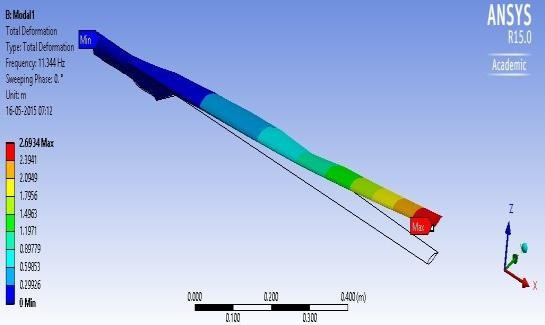 B: Modal1
Total Deformation
Type: Total Deformation
Frequency: 11.344 Hz
Sweeping Phase: 0. °
Unit: m
16-05-2015 07:12
ANSYS
R15.0
Academic
Min
2.6934 Max
2.3941
2.0949
1.7956
1.4963
1.1971
0.89779
0.59853
0.29926
0 Min
Max
0.000 0.200 0.400 (m)
0.100 0.300
Z
X